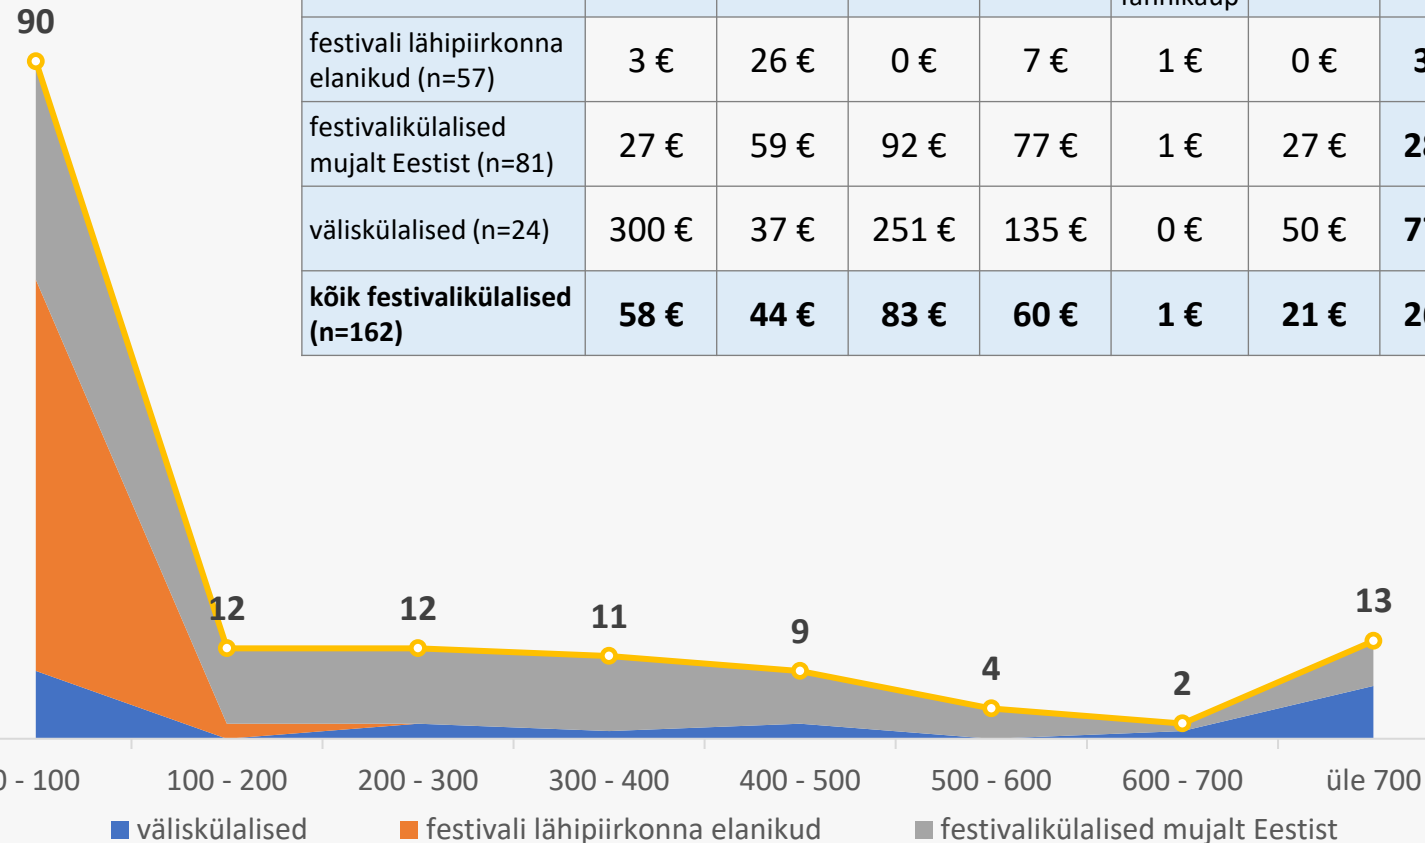 90
festivali lähipiirkonna
elanikud (n=57)
3 € 26 € 0 € 7 € 1 € 0 €
festivalikülalised
mujalt Eestist (n=81)
27 € 59 € 92 € 77 € 1 € 27 €
väliskülalised (n=24)
300 € 37 € 251 € 135 € 0 € 50 €
kõik festivalikülalised
(n=162)
58 € 44 € 83 € 60 € 1 € 21 €
12 12 11 9 4 2 13
0 - 100 100 - 200 200 - 300 300 - 400 400 - 500 500 - 600 600 - 700 üle 700
väliskülalised festivali lähipiirkonna elanikud festivalikülalised mujalt Eestist